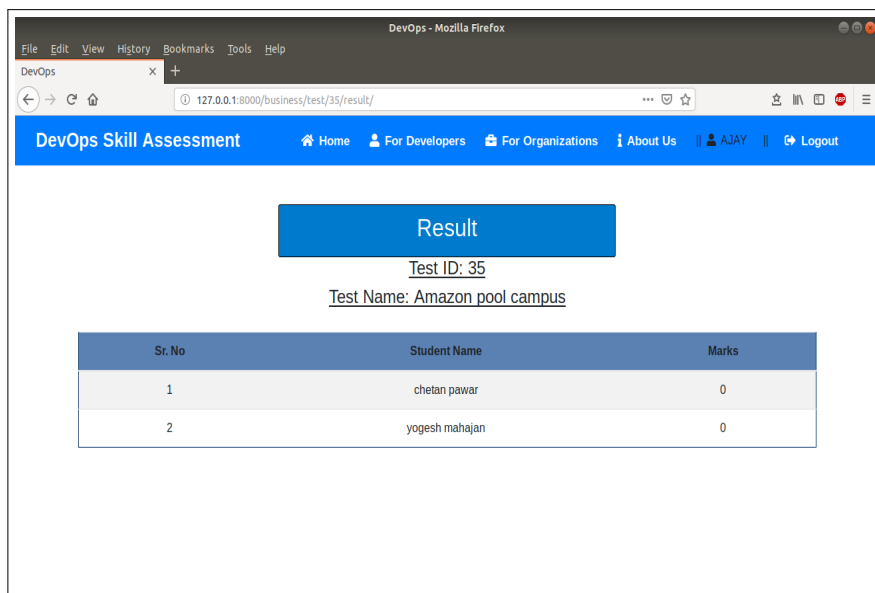 DevOps - Mozilla Firefox
File Edit View History Bookmarks Tools Help
DevOps × +
127.0.0.1:8000/business/test/35/result/
ABP
DevOps Skill Assessment Home For Developers For Organizations About Us || AJAY || Logout
Result
Test ID: 35
Test Name: Amazon pool campus
Sr. No Student Name Marks
1 chetan pawar 0
2 yogesh mahajan 0